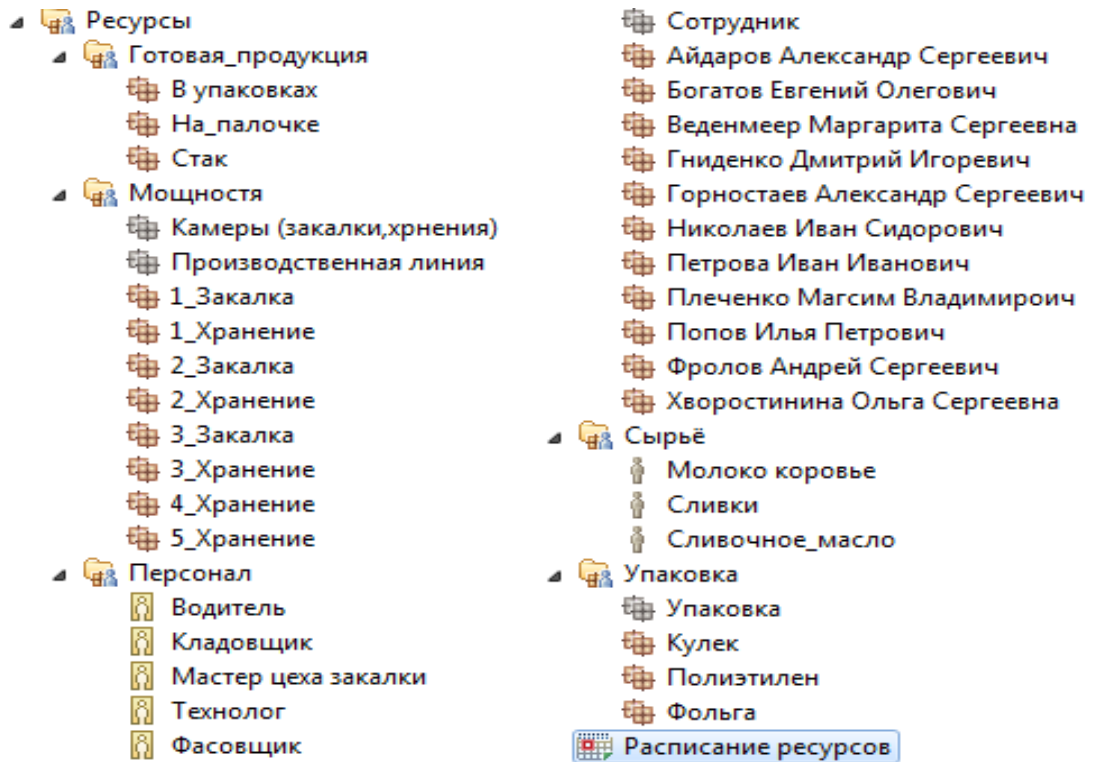 Ресурсы
Готовая_продукция
В упаковках
На_палочке
Стак
Мощностя
Камеры (закалки,хрнения)
Производственная линия
1_Закалка
1_Хранение
2_Закалка
2_Хранение
3_Закалка
3_Хранение
4_Хранение
5_Хранение
Персонал
Водитель
Кладовщик
Мастер цеха закалки
Технолог
Фасовщик
Сотрудник
Айдаров Александр Сергеевич
Богатов Евгений Олегович
Веденмеер Маргарита Сергеевна
Гниденко Дмитрий Игоревич
Горностаев Александр Сергеевич
Николаев Иван Сидорович
Петрова Иван Иванович
Плеченко Магсим Владимироич
Попов Илья Петрович
Фролов Андрей Сергеевич
Хворостинина Ольга Сергеевна
Сырьё
Молоко коровье
Сливки
Сливочное_масло
Упаковка
Упаковка
Кулек
Полиэтилен
Фольга
Расписание ресурсов